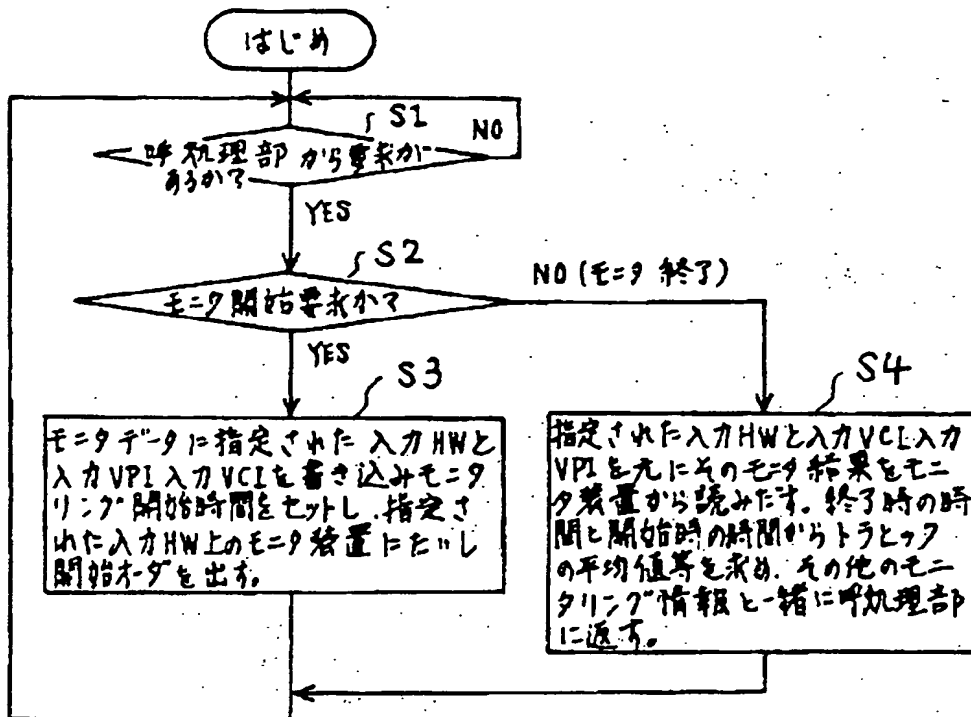 はじめ
S1
NO
呼処理部から要求が
あるか?
YES
S2
NO (モニタ終了)
モニタ開始要求か?
YES
S3
S4
モニタデータに指定された入力HWと
入力VPI入力VCIを書き込みモニタ
リング開始時間をセットし、指定さ
れた入力HW上のモニタ装置にたいし
開始オーダを出す。
指定された入力HWと入力VCI入力
VPIを元にそのモニタ結果をモニ
タ装置から読みだす。終了時の時
間と開始時の時間からトラヒック
の平均値等を求め、その他のモニ
タリング情報と一緒に呼処理部
に返す。